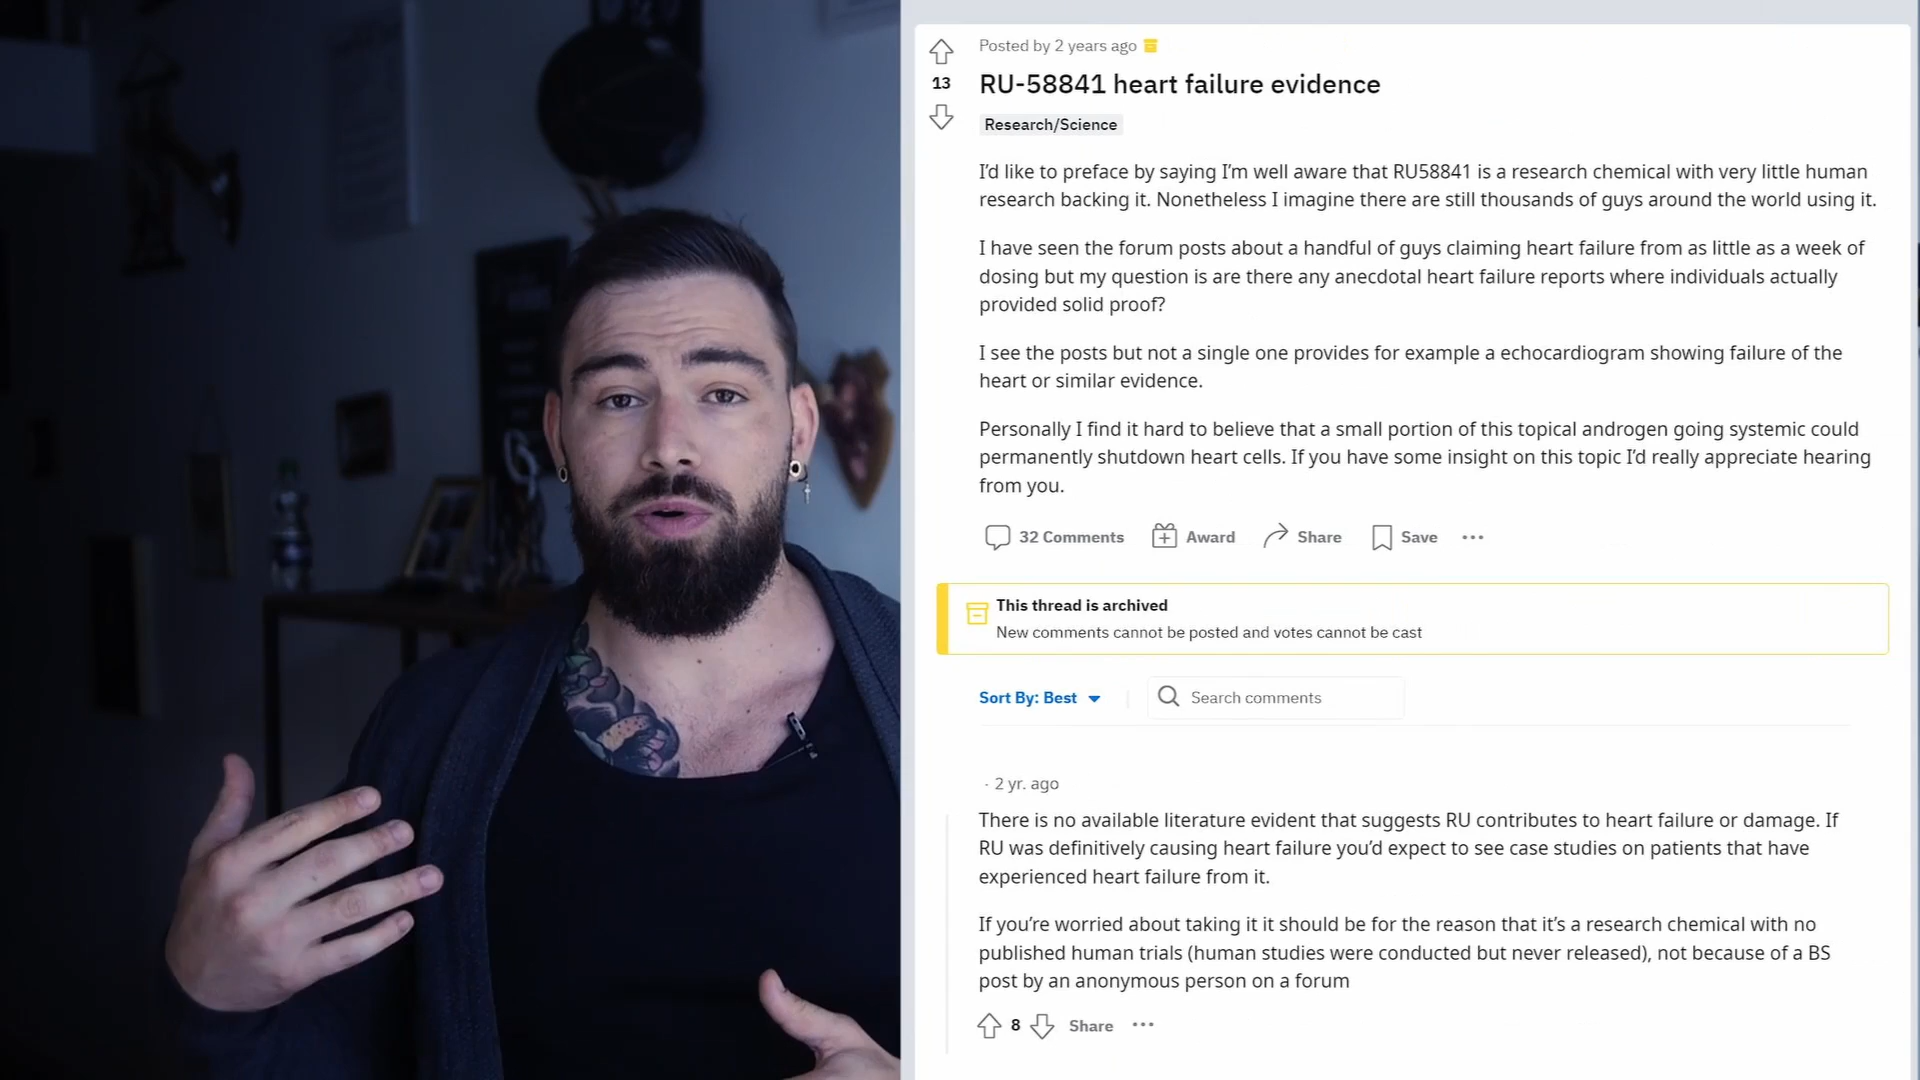 Posted by 2 years ago
13
RU-58841 heart failure evidence
Research/Science
I’d like to preface by saying I’m well aware that RU58841 is a research chemical with very little human
research backing it. Nonetheless I imagine there are still thousands of guys around the world using it.
I have seen the forum posts about a handful of guys claiming heart failure from as little as a week of
dosing but my question is are there any anecdotal heart failure reports where individuals actually
provided solid proof?
I see the posts but not a single one provides for example a echocardiogram showing failure of the
heart or similar evidence.
Personally I find it hard to believe that a small portion of this topical androgen going systemic could
permanently shutdown heart cells. If you have some insight on this topic I’d really appreciate hearing
from you.
32 Comments Award Share Save ···
This thread is archived
New comments cannot be posted and votes cannot be cast
Sort By: Best Search comments
· 2 yr. ago
There is no available literature evident that suggests RU contributes to heart failure or damage. If
RU was definitively causing heart failure you’d expect to see case studies on patients that have
experienced heart failure from it.
If you’re worried about taking it it should be for the reason that it’s a research chemical with no
published human trials (human studies were conducted but never released), not because of a BS
post by an anonymous person on a forum
8 Share ···